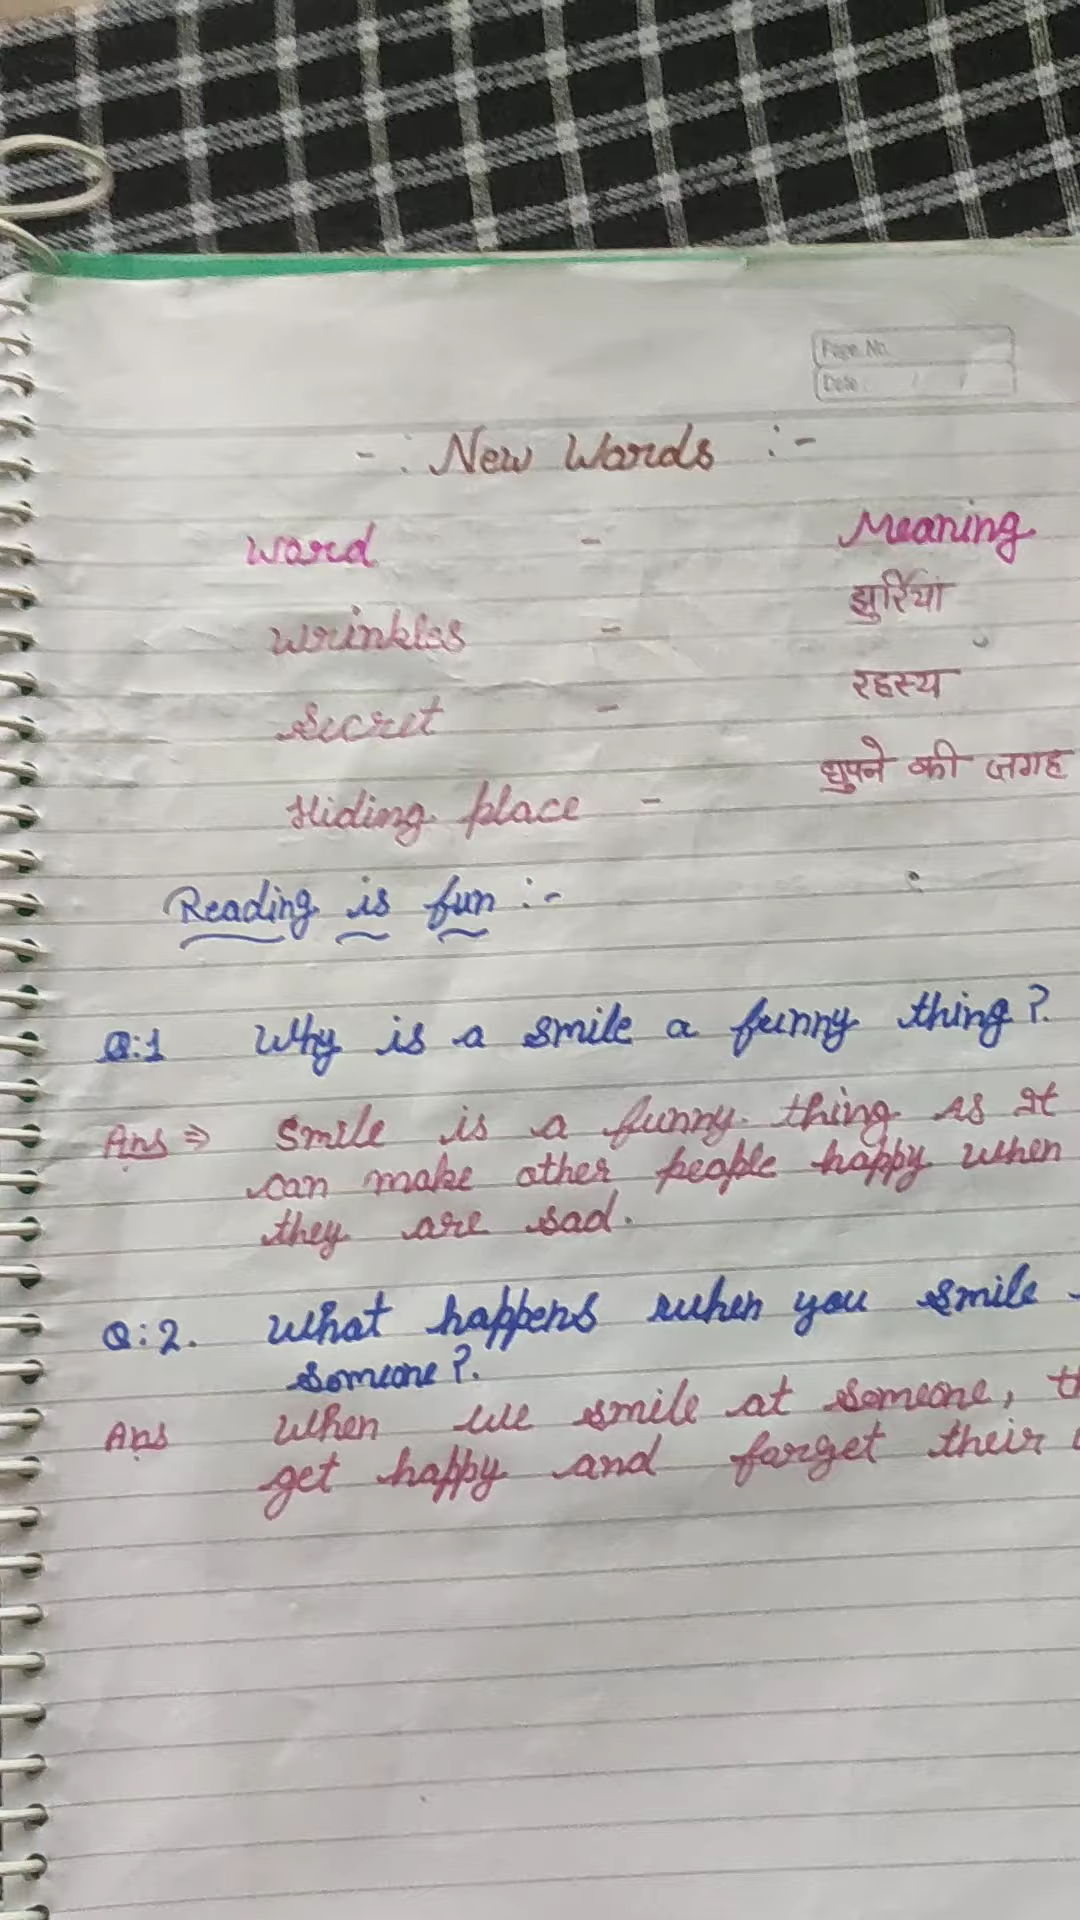 Page No.
Date / /
-: New Words :-
Word - Meaning
Wrinkles - झुर्रियां
Secret - रहस्य
Hiding place - छुपने की जगह
Reading is fun :-
Q:1 Why is a smile a funny thing?
Ans ⇒ Smile is a funny thing as It
can make other people happy when
they are sad.
Q:2. What happens when you smile
someone?.
Ans When we smile at someone,
get happy and forget their